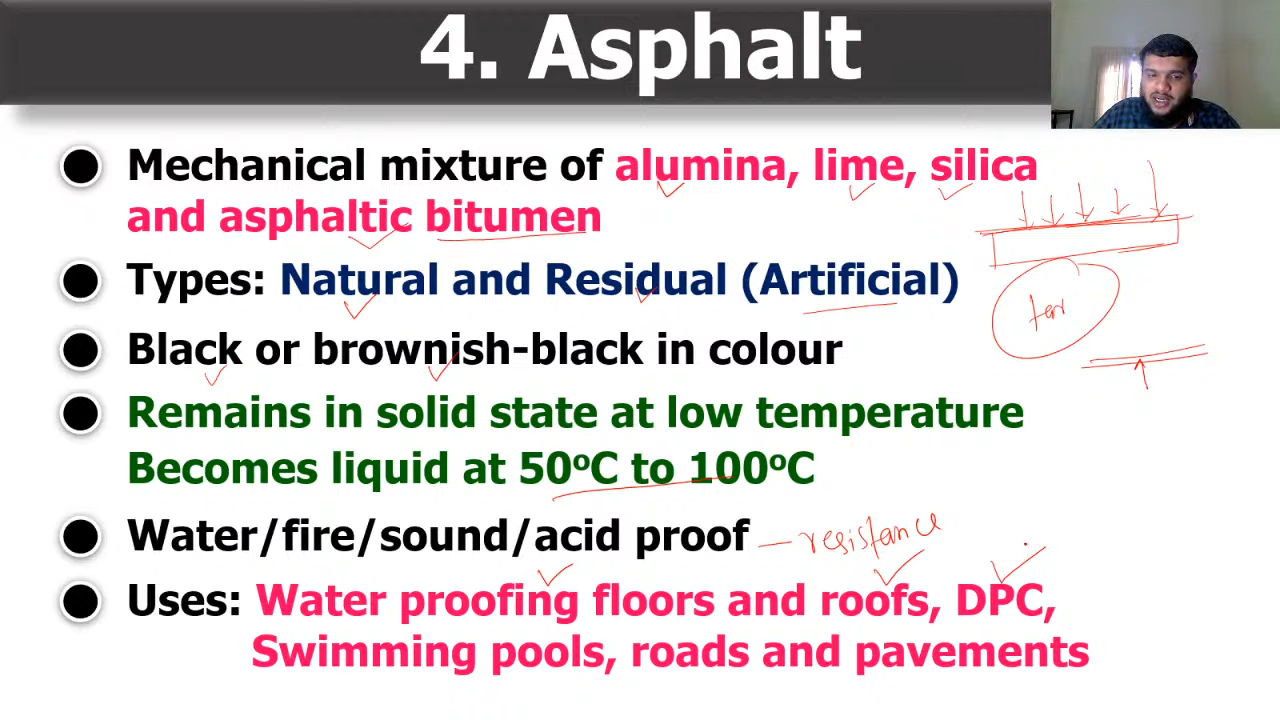 4. Asphalt
Mechanical mixture of alumina, lime, silica
and asphaltic bitumen
Types: Natural and Residual (Artificial)
Black or brownish-black in colour
Remains in solid state at low temperature
Becomes liquid at 50°C to 100°C
Water/fire/sound/acid proof – resistance
Uses: Water proofing floors and roofs, DPC,
Swimming pools, roads and pavements